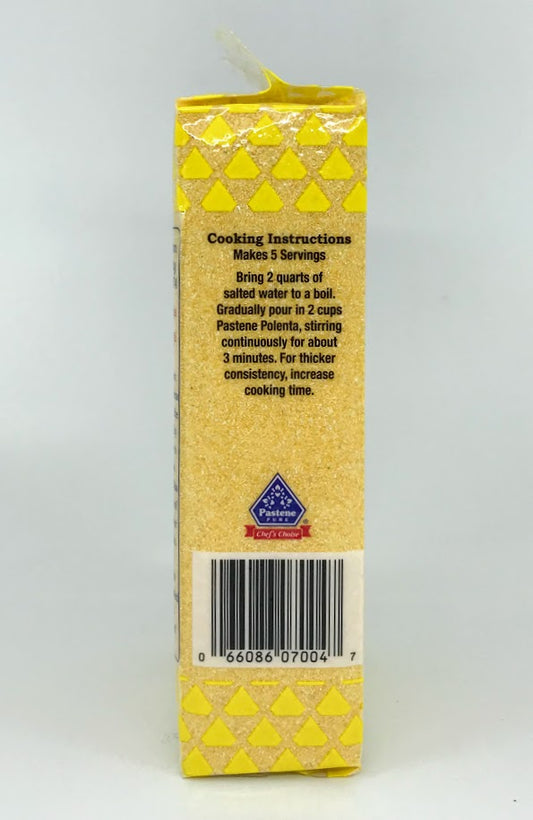 Cooking Instructions
Makes 5 Servings
Bring 2 quarts of
salted water to a boil.
Gradually pour in 2 cups
Pastene Polenta, stirring
continuously for about
3 minutes. For thicker
consistency, increase
cooking time.
Pastene
PURE
®
Chef's Choise
0 66086 07004 7